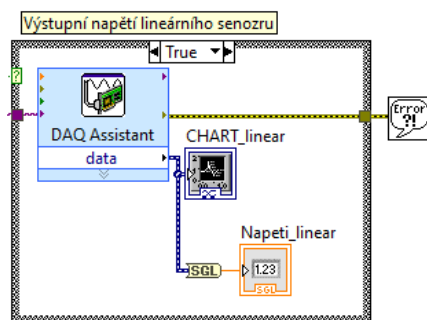 Výstupní napětí lineárního senozru
True
?
DAQ Assistant
data
CHART_linear
Error
?!
Napeti_linear
SGL
1.23
SGL